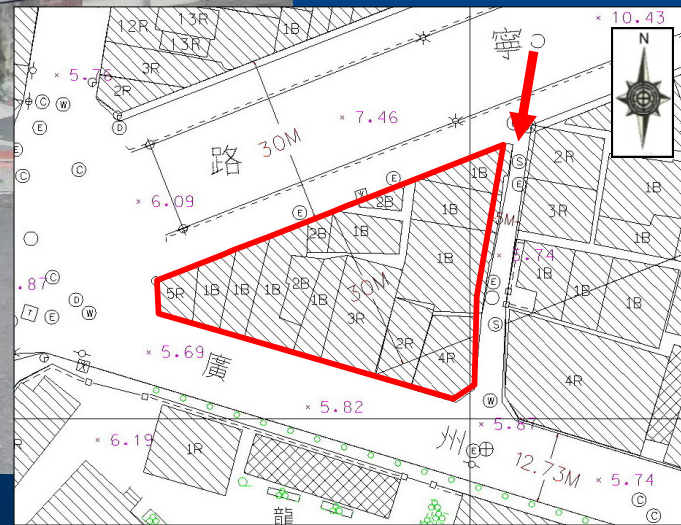 12R 13R 1B 寧 10.43
13R N
5.76 3R
2R
C W D E 7.46 S 2R
路 30M E 1B 1B
E C C 2B E 3R
6.09 2B 1B 5M
1B 5.74
.87 C 5R 1B 1B 1B 2B 30M E 1B 1B 1B
D 1B
T E W 3R
2R S
5.69 廣 4R 4R
5.82 W
6.19 1R 州 E 5.87
12.73M 5.74
龍 C
C